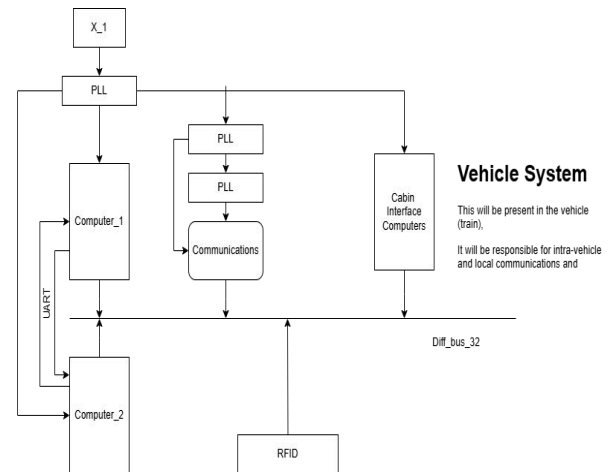 X_1
PLL
PLL
PLL
Computer_1
Communications
Cabin
Interface
Computers
Vehicle System
This will be present in the vehicle
(train),
It will be responsible for intra-vehicle
and local communications and
UART
Diff_bus_32
Computer_2
RFID